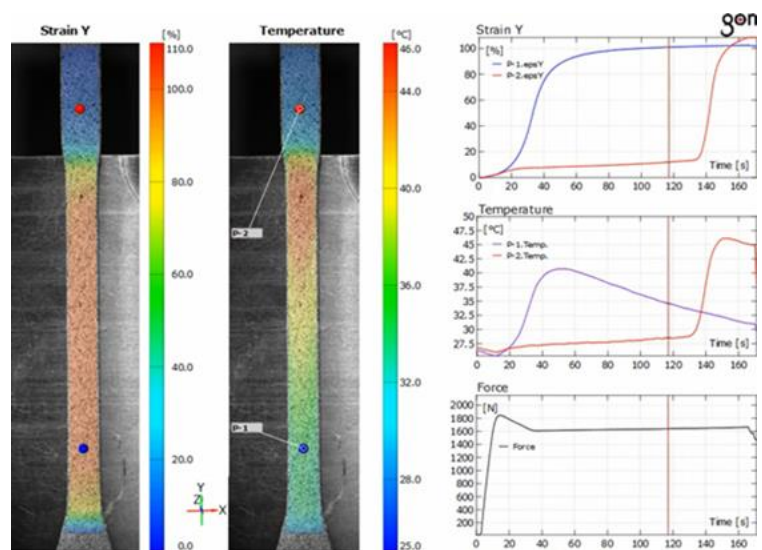 gom
Strain Y
[%]
110.0
100.0
80.0
60.0
40.0
20.0
0.0
Y
Z
X
Temperature
[°C]
46.0
44.0
40.0
36.0
32.0
28.0
25.0
P-2
P-1
Strain Y
[%]
100
80
60
40
20
0
P-1.epsY
P-2.epsY
Time [s]
0 20 40 60 80 100 120 140 160
Temperature
[°C]
50
47.5
45
42.5
40
37.5
35
32.5
30
27.5
P-1.Temp.
P-2.Temp.
Time [s]
0 20 40 60 80 100 120 140 160
Force
[N]
1800
1600
1400
1200
1000
800
600
400
200
0
Force
Time [s]
0 20 40 60 80 100 120 140 160